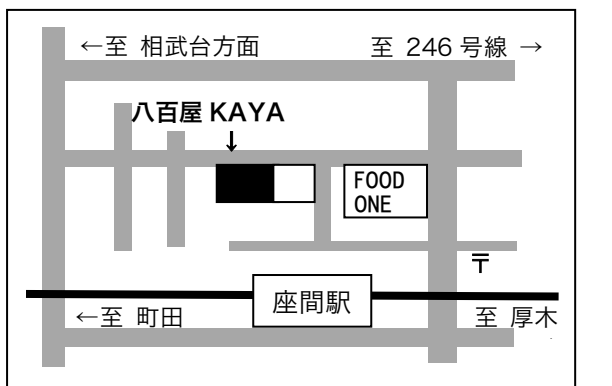 ←至 相武台方面
至 246 号線 →
八百屋 KAYA
↓
FOOD
ONE
〒
座間駅
←至 町田
至 厚木